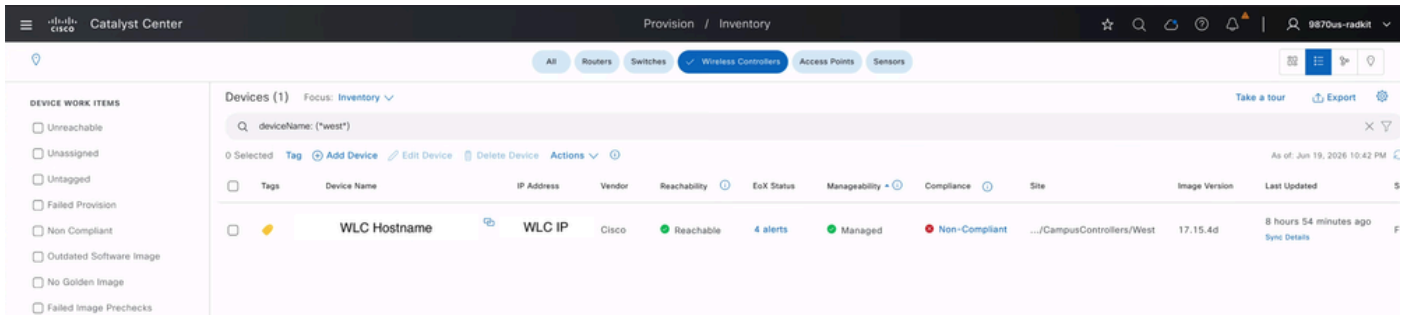 cisco Catalyst Center Provision / Inventory 9870us-radkit
All Routers Switches Wireless Controllers Access Points Sensors
DEVICE WORK ITEMS
Unreachable
Unassigned
Untagged
Failed Provision
Non Compliant
Outdated Software Image
No Golden Image
Failed Image Prechecks
Devices (1) Focus: Inventory Take a tour Export
deviceName: (*west*)
0 Selected Tag Add Device Edit Device Delete Device Actions As of: Jun 19, 2026 10:42 PM
Tags Device Name IP Address Vendor Reachability EoX Status Manageability Compliance Site Image Version Last Updated S
WLC Hostname WLC IP Cisco Reachable 4 alerts Managed Non-Compliant .../CampusControllers/West 17.15.4d 8 hours 54 minutes ago F
Sync Details